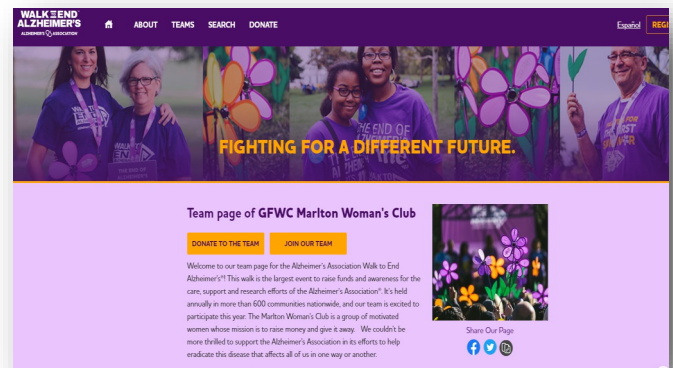 WALK END
ALZHEIMER'S
ALZHEIMER'S ASSOCIATION
ABOUT TEAMS SEARCH DONATE
Español REGI
FIGHTING FOR A DIFFERENT FUTURE.
Team page of GFWC Marlton Woman's Club
DONATE TO THE TEAM JOIN OUR TEAM
Welcome to our team page for the Alzheimer's Association Walk to End
Alzheimer's®! This walk is the largest event to raise funds and awareness for the
care, support and research efforts of the Alzheimer's Association®. It's held
annually in more than 600 communities nationwide, and our team is excited to
participate this year. The Marlton Woman's Club is a group of motivated
women whose mission is to raise money and give it away. We couldn't be
more thrilled to support the Alzheimer's Association in its efforts to help
eradicate this disease that affects all of us in one way or another.
Share Our Page